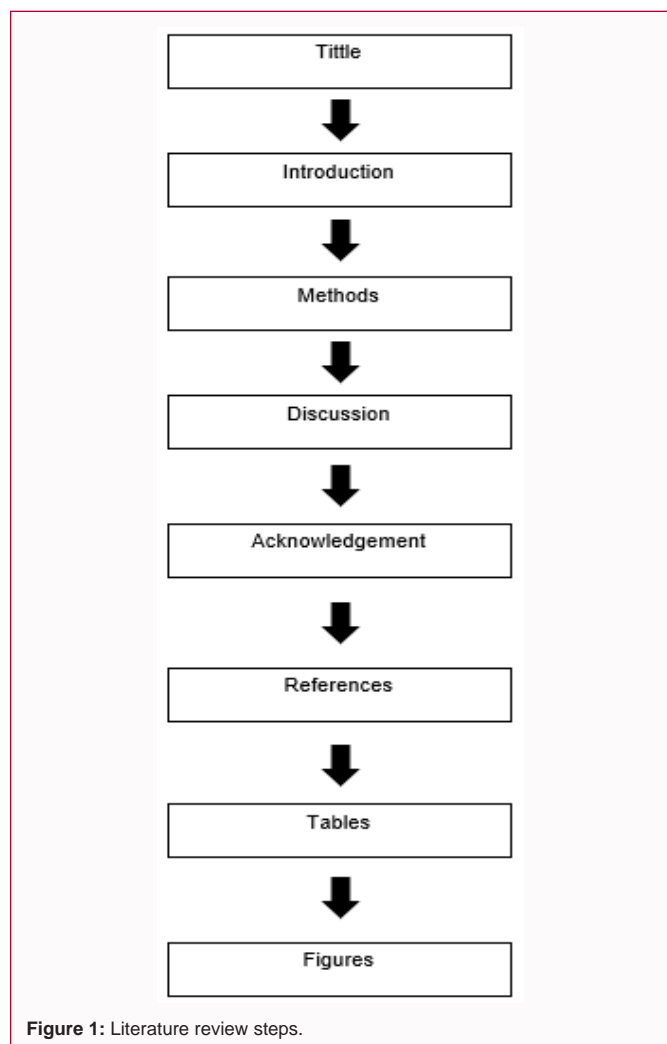 Tittle
Introduction
Methods
Discussion
Acknowledgement
References
Tables
Figures
Figure 1: Literature review steps.